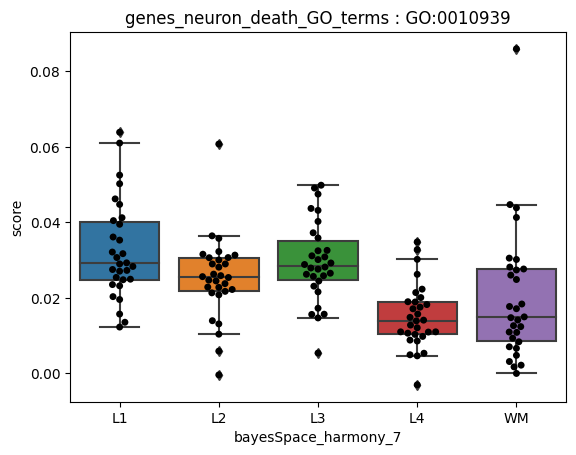 genes_neuron_death_GO_terms : GO:0010939
0.08
0.06
0.04
0.02
0.00
score
L1 L2 L3 L4 WM
bayesSpace_harmony_7